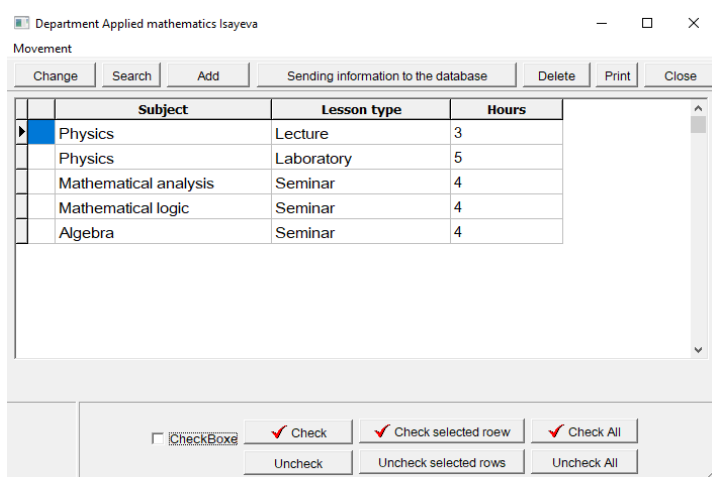 Department Applied mathematics Isayeva
Movement
Change Search Add Sending information to the database Delete Print Close
Subject Lesson type Hours
Physics Lecture 3
Physics Laboratory 5
Mathematical analysis Seminar 4
Mathematical logic Seminar 4
Algebra Seminar 4
CheckBoxe Check Check selected roew Check All
Uncheck Uncheck selected rows Uncheck All